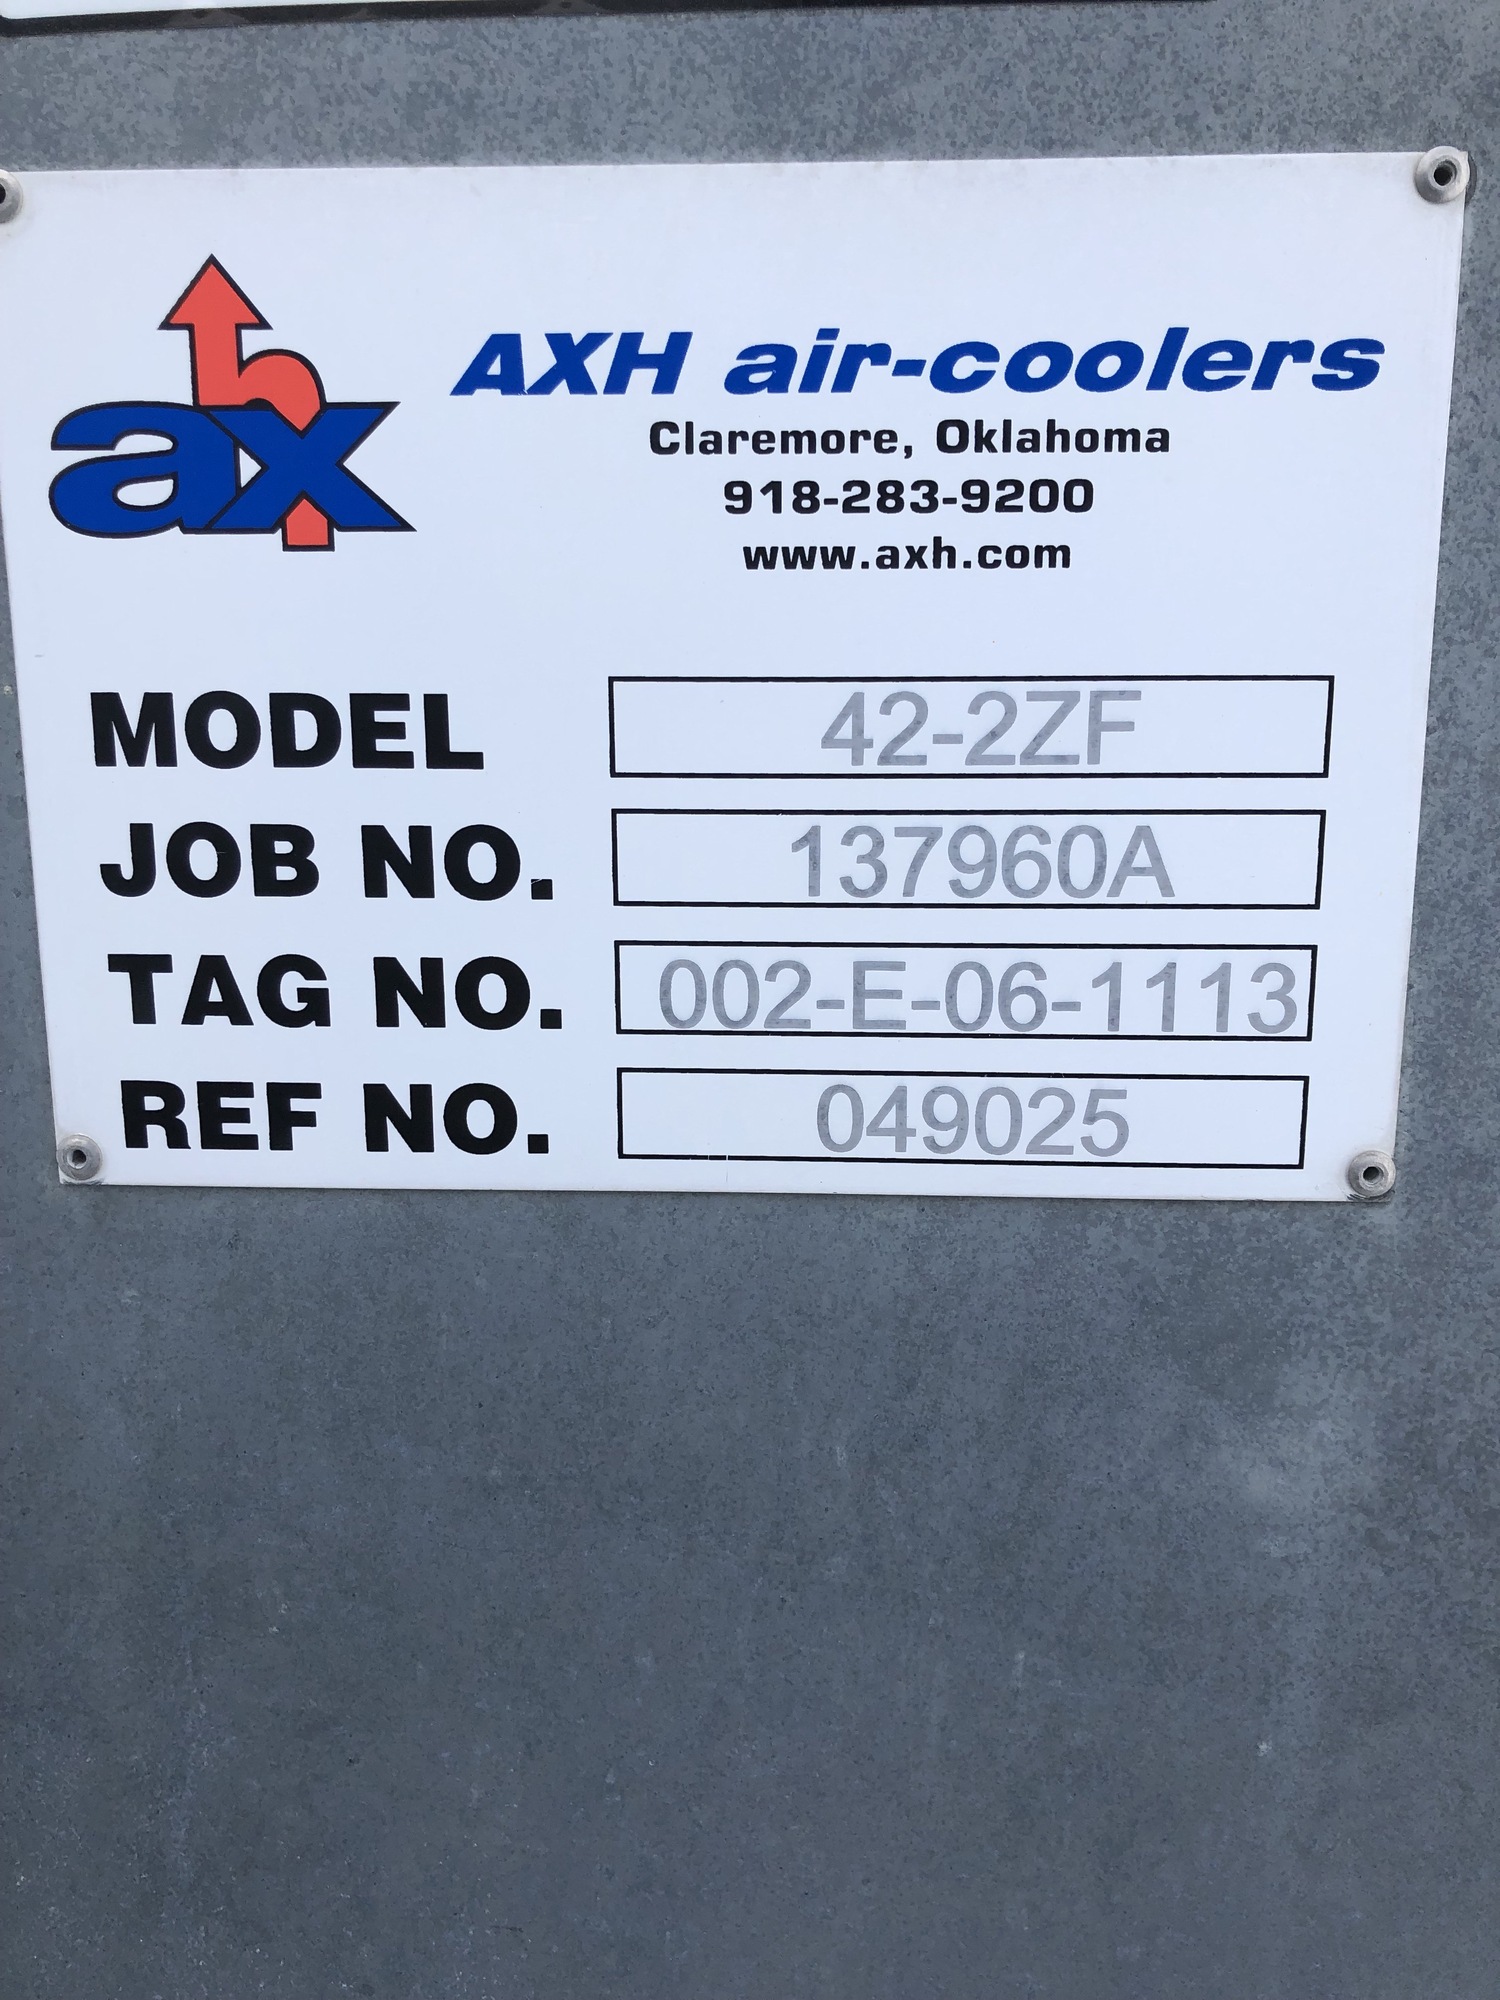 ahx
AXH air-coolers
Claremore, Oklahoma
918-283-9200
www.axh.com
MODEL 42-2ZF
JOB NO. 137960A
TAG NO. 002-E-06-1113
REF NO. 049025